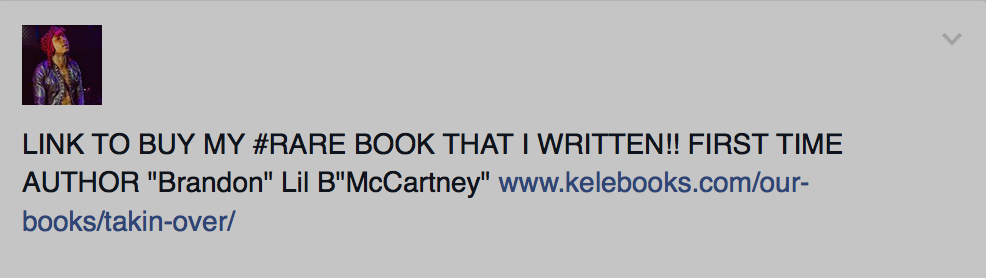 LINK TO BUY MY #RARE BOOK THAT I WRITTEN!! FIRST TIME
AUTHOR "Brandon" Lil B"McCartney" www.kelebooks.com/our-
books/takin-over/